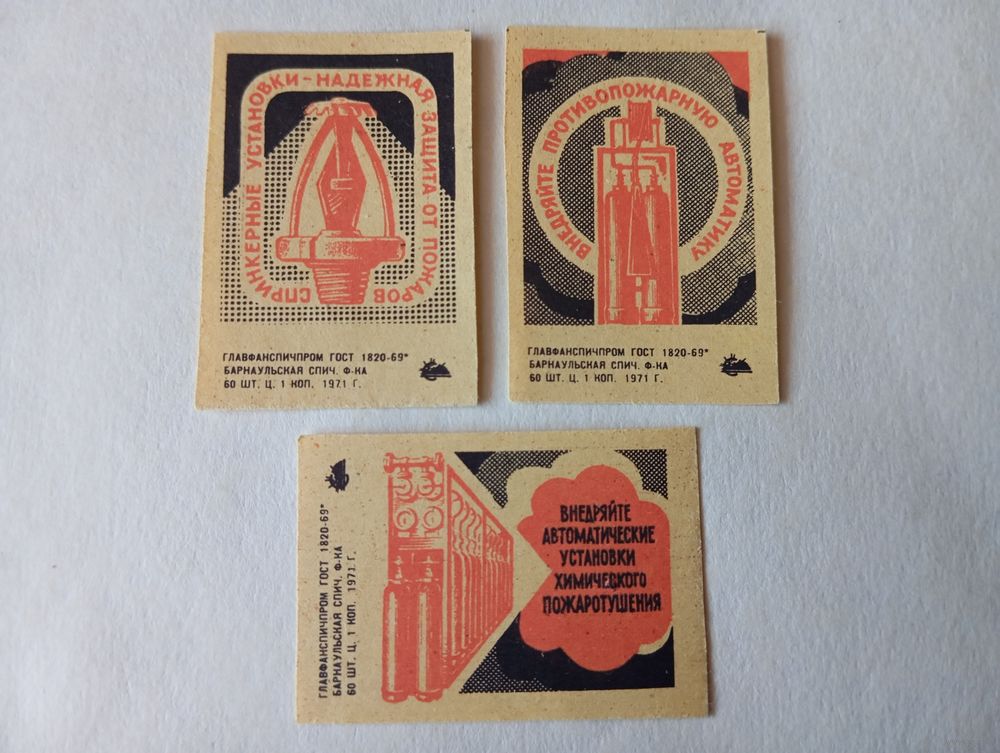 СПРИНКЕРНЫЕ УСТАНОВКИ-НАДЕЖНАЯ ЗАЩИТА ОТ ПОЖАРОВ
ГЛАВФАНСПИЧПРОМ ГОСТ 1820-69*
БАРНАУЛЬСКАЯ СПИЧ. Ф-КА
60 ШТ. Ц. 1 КОП. 1971 Г.
ВНЕДРЯЙТЕ ПРОТИВОПОЖАРНУЮ АВТОМАТИКУ
ГЛАВФАНСПИЧПРОМ ГОСТ 1820-69*
БАРНАУЛЬСКАЯ СПИЧ. Ф-КА
60 ШТ. Ц. 1 КОП. 1971 Г.
ВНЕДРЯЙТЕ
АВТОМАТИЧЕСКИЕ
УСТАНОВКИ
ХИМИЧЕСКОГО
ПОЖАРОТУШЕНИЯ
ГЛАВФАНСПИЧПРОМ ГОСТ 1820-69*
БАРНАУЛЬСКАЯ СПИЧ. Ф-КА
60 ШТ. Ц. 1 КОП. 1971 Г.